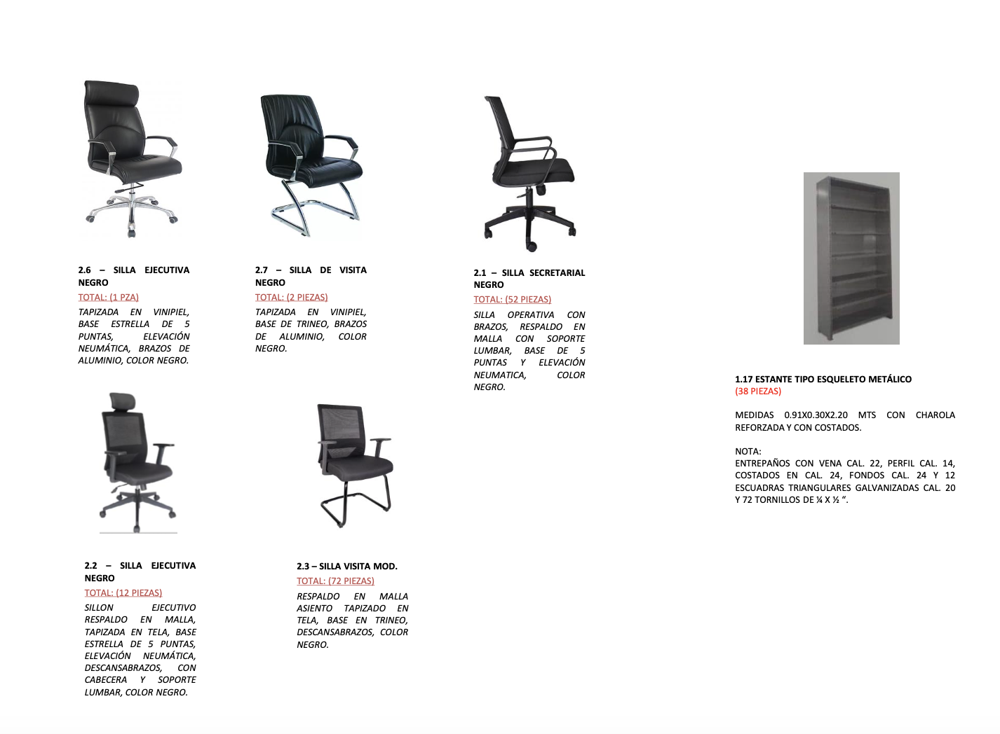 2.6 – SILLA EJECUTIVA
NEGRO
TOTAL: (1 PZA)
TAPIZADA EN VINIPIEL,
BASE ESTRELLA DE 5
PUNTAS, ELEVACIÓN
NEUMÁTICA, BRAZOS DE
ALUMINIO, COLOR NEGRO.
2.7 – SILLA DE VISITA
NEGRO
TOTAL: (2 PIEZAS)
TAPIZADA EN VINIPIEL,
BASE DE TRINEO, BRAZOS
DE ALUMINIO, COLOR
NEGRO.
2.1 – SILLA SECRETARIAL
NEGRO
TOTAL: (52 PIEZAS)
SILLA OPERATIVA CON
BRAZOS, RESPALDO EN
MALLA CON SOPORTE
LUMBAR, BASE DE 5
PUNTAS Y ELEVACIÓN
NEUMATICA, COLOR
NEGRO.
1.17 ESTANTE TIPO ESQUELETO METÁLICO
(38 PIEZAS)
MEDIDAS 0.91X0.30X2.20 MTS CON CHAROLA
REFORZADA Y CON COSTADOS.
NOTA:
ENTREPAÑOS CON VENA CAL. 22, PERFIL CAL. 14,
COSTADOS EN CAL. 24, FONDOS CAL. 24 Y 12
ESCUADRAS TRIANGULARES GALVANIZADAS CAL. 20
Y 72 TORNILLOS DE ¼ X ½ “.
2.2 – SILLA EJECUTIVA
NEGRO
TOTAL: (12 PIEZAS)
SILLON EJECUTIVO
RESPALDO EN MALLA,
TAPIZADA EN TELA, BASE
ESTRELLA DE 5 PUNTAS,
ELEVACIÓN NEUMÁTICA,
DESCANSABRAZOS, CON
CABECERA Y SOPORTE
LUMBAR, COLOR NEGRO.
2.3 – SILLA VISITA MOD.
TOTAL: (72 PIEZAS)
RESPALDO EN MALLA
ASIENTO TAPIZADO EN
TELA, BASE EN TRINEO,
DESCANSABRAZOS, COLOR
NEGRO.